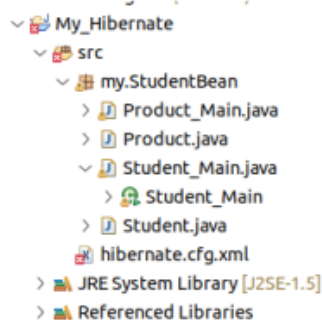 My_Hibernate
src
my.StudentBean
Product_Main.java
Product.java
Student_Main.java
Student_Main
Student.java
hibernate.cfg.xml
JRE System Library [J2SE-1.5]
Referenced Libraries